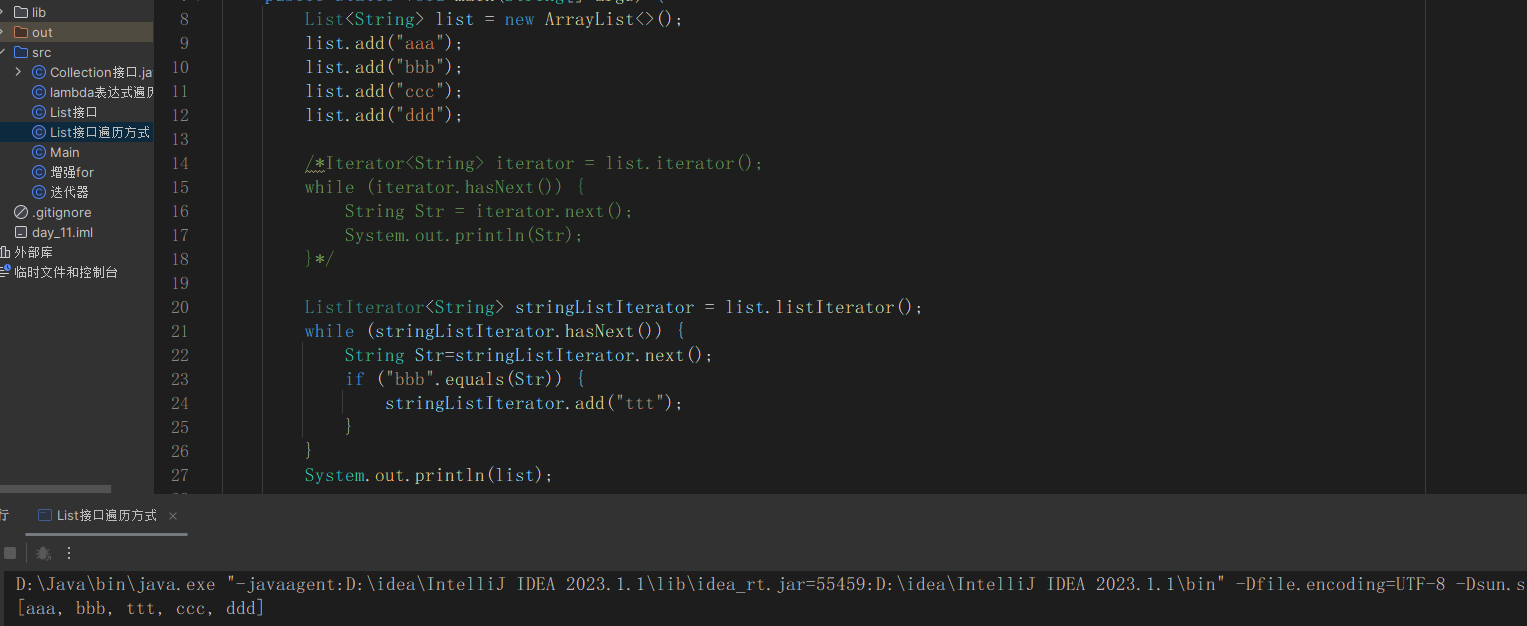 lib
out
src
Collection接口.ja
lambda表达式遍历
List接口
List接口遍历方式
Main
增强for
迭代器
.gitignore
day_11.iml
外部库
临时文件和控制台
8 List<String> list = new ArrayList<>();
9 list.add("aaa");
10 list.add("bbb");
11 list.add("ccc");
12 list.add("ddd");
13
14 /*Iterator<String> iterator = list.iterator();
15 while (iterator.hasNext()) {
16 String Str = iterator.next();
17 System.out.println(Str);
18 }*/
19
20 ListIterator<String> stringListIterator = list.listIterator();
21 while (stringListIterator.hasNext()) {
22 String Str=stringListIterator.next();
23 if ("bbb".equals(Str)) {
24 stringListIterator.add("ttt");
25 }
26 }
27 System.out.println(list);
行 List接口遍历方式 ×
D:\Java\bin\java.exe "-javaagent:D:\idea\IntelliJ IDEA 2023.1.1\lib\idea_rt.jar=55459:D:\idea\IntelliJ IDEA 2023.1.1\bin" -Dfile.encoding=UTF-8 -Dsun.s
[aaa, bbb, ttt, ccc, ddd]